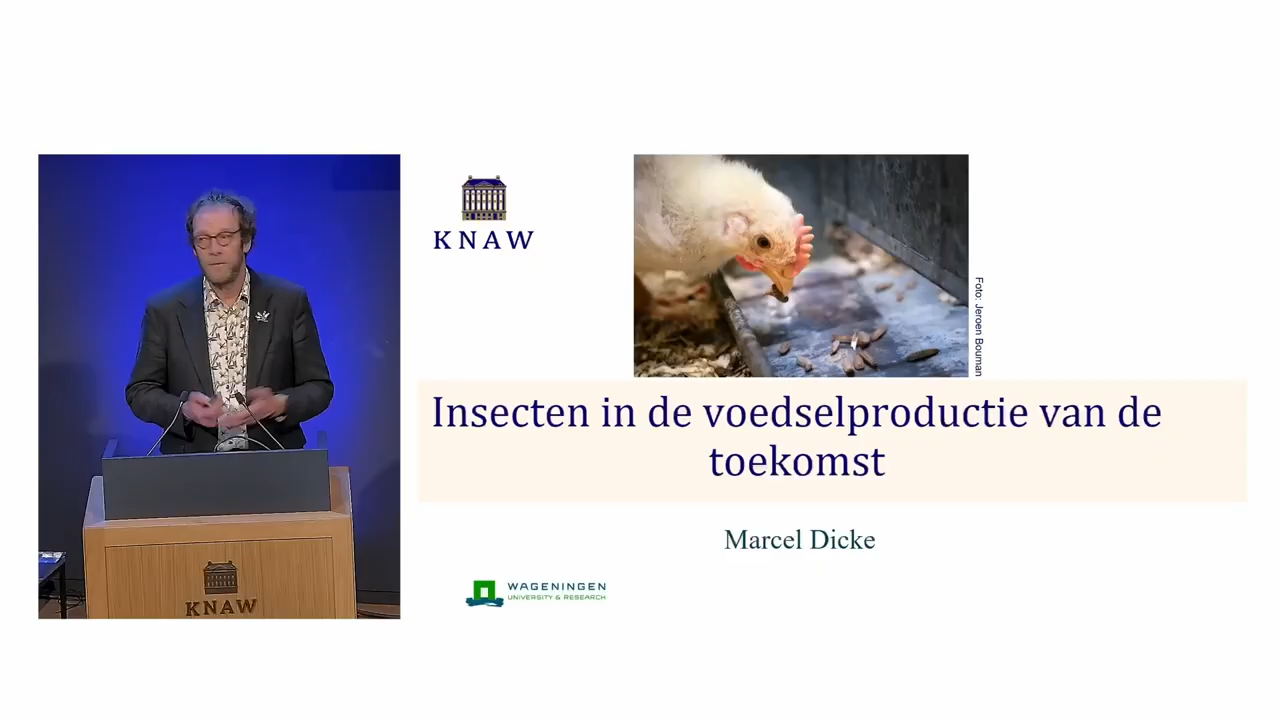 KNAW
Foto: Jeroen Bouman
Insecten in de voedselproductie van de
toekomst
Marcel Dicke
WAGENINGEN
UNIVERSITY & RESEARCH
KNAW